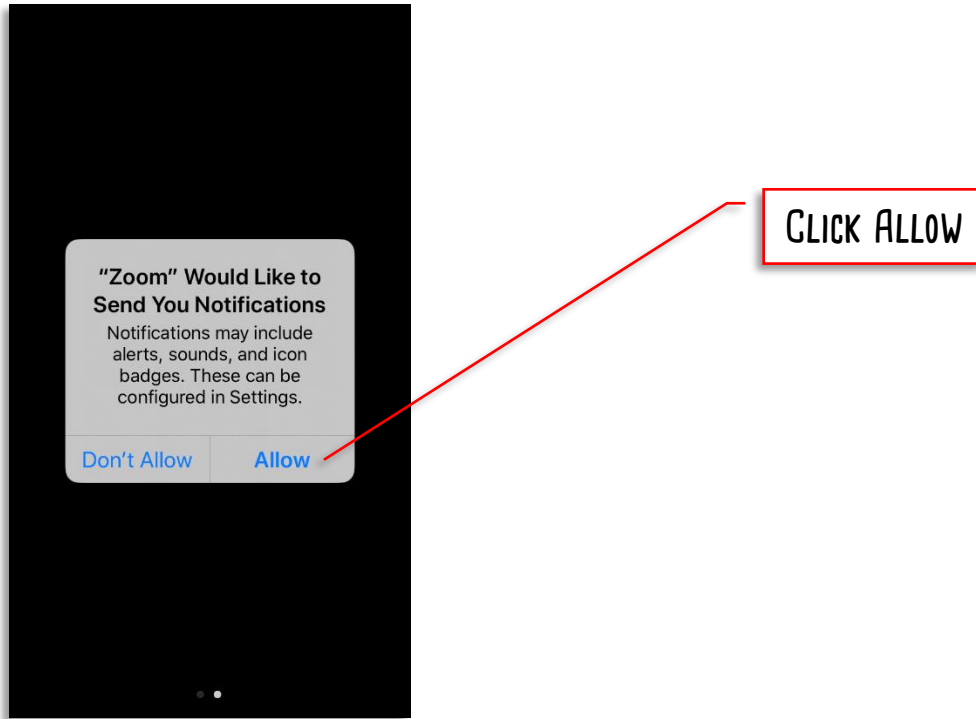 “Zoom” Would Like to
Send You Notifications
Notifications may include
alerts, sounds, and icon
badges. These can be
configured in Settings.
Don’t Allow
Allow
CLICK ALLOW